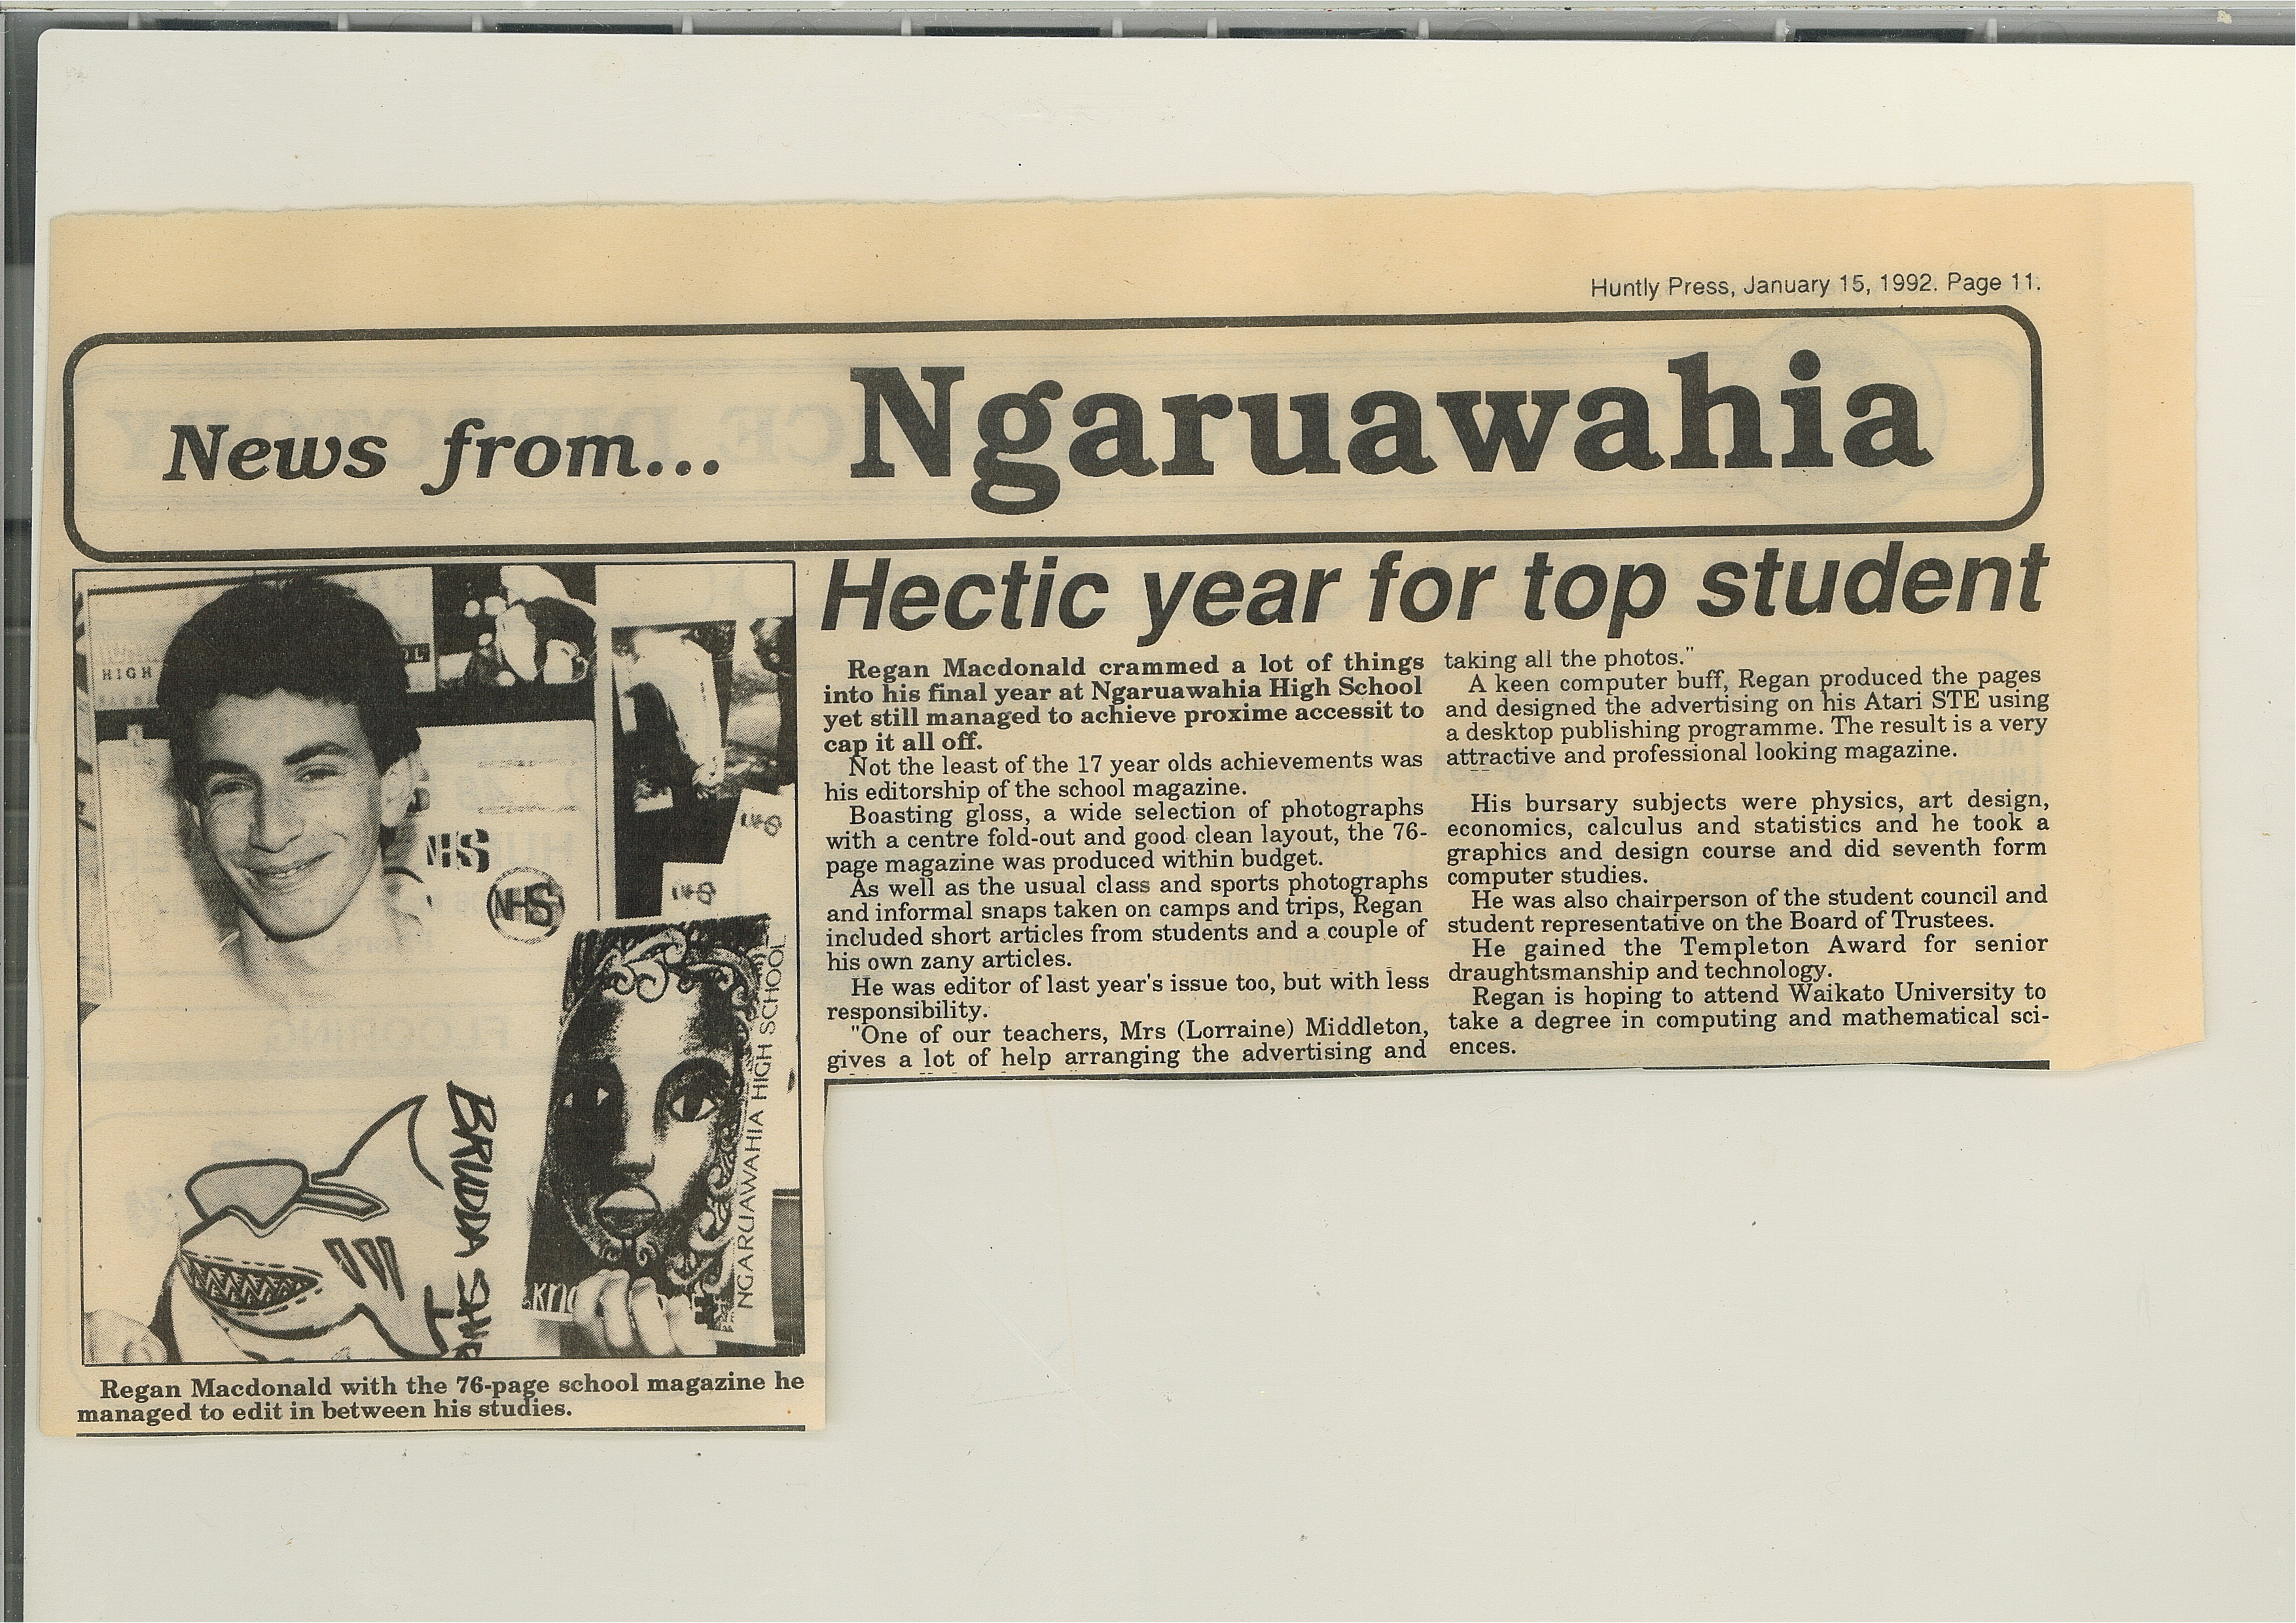 Huntly Press, January 15, 1992. Page 11.
News from... Ngaruawahia
Hectic year for top student
Regan Macdonald crammed a lot of things
into his final year at Ngaruawahia High School
yet still managed to achieve proxime accessit to
cap it all off.
Not the least of the 17 year olds achievements was
his editorship of the school magazine.
Boasting gloss, a wide selection of photographs
with a centre fold-out and good clean layout, the 76-
page magazine was produced within budget.
As well as the usual class and sports photographs
and informal snaps taken on camps and trips, Regan
included short articles from students and a couple of
his own zany articles.
He was editor of last year's issue too, but with less
responsibility.
"One of our teachers, Mrs (Lorraine) Middleton,
gives a lot of help arranging the advertising and
taking all the photos."
A keen computer buff, Regan produced the pages
and designed the advertising on his Atari STE using
a desktop publishing programme. The result is a very
attractive and professional looking magazine.
His bursary subjects were physics, art design,
economics, calculus and statistics and he took a
graphics and design course and did seventh form
computer studies.
He was also chairperson of the student council and
student representative on the Board of Trustees.
He gained the Templeton Award for senior
draughtsmanship and technology.
Regan is hoping to attend Waikato University to
take a degree in computing and mathematical sci-
ences.
HIGH
NHS
NHS
NGARUAWAHIA HIGH SCHOOL
BRUDDA
Regan Macdonald with the 76-page school magazine he
managed to edit in between his studies.